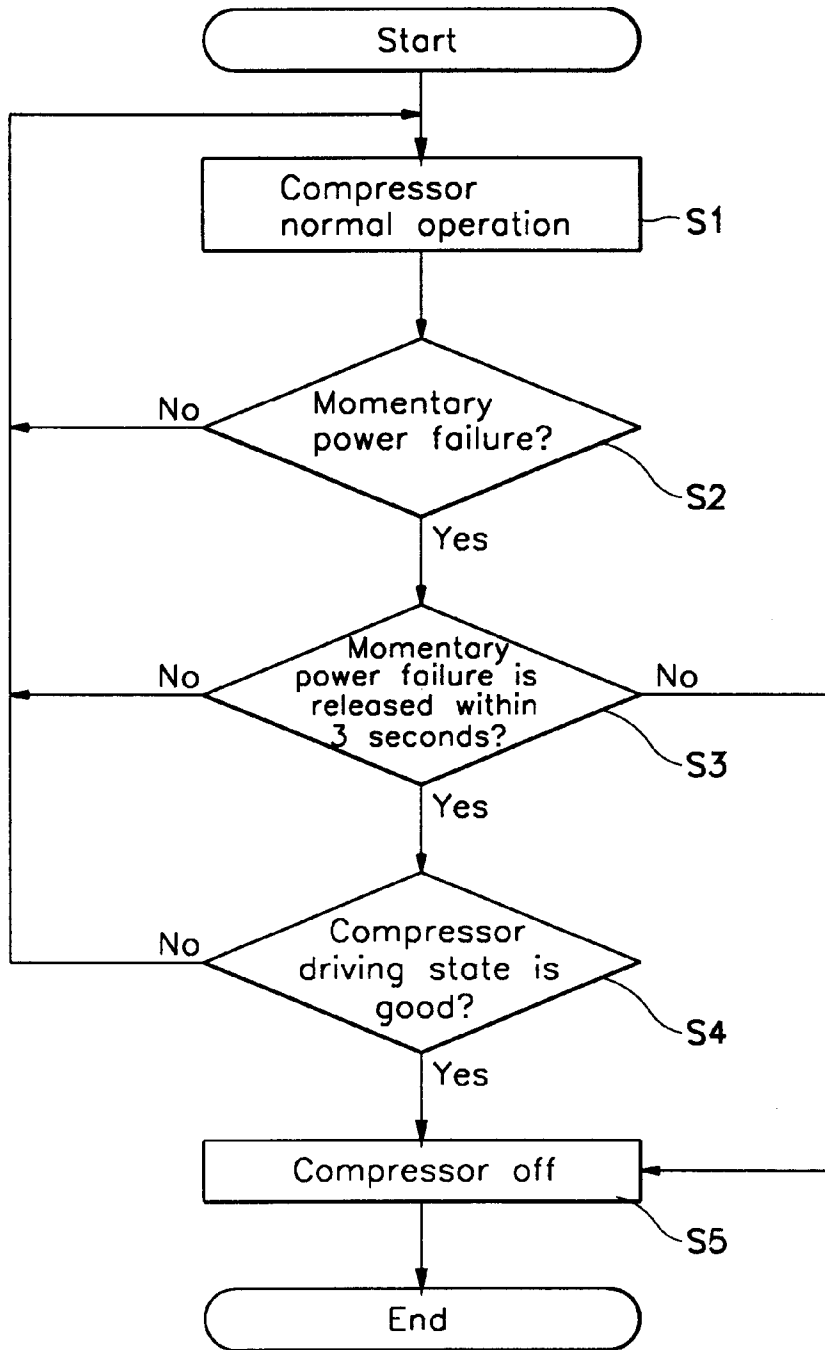 Start
Compressor
normal operation
S1
No
Momentary
power failure?
S2
Yes
No
Momentary
power failure is
released within
3 seconds?
No
S3
Yes
No
Compressor
driving state is
good?
S4
Yes
Compressor off
S5
End